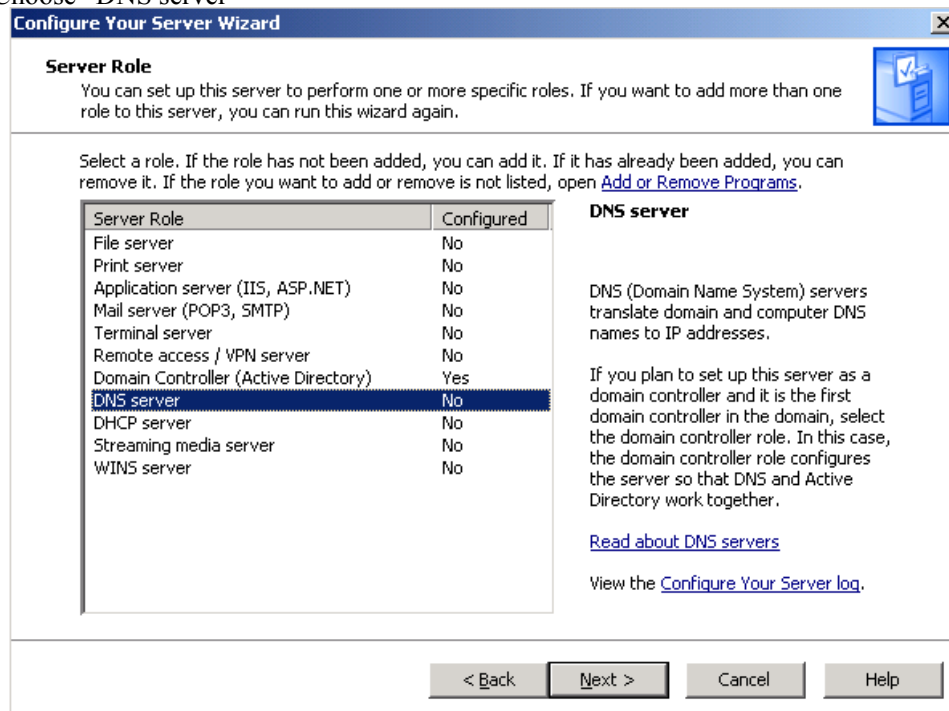 Choose "DNS server"
Configure Your Server Wizard
Server Role
You can set up this server to perform one or more specific roles. If you want to add more than one
role to this server, you can run this wizard again.
Select a role. If the role has not been added, you can add it. If it has already been added, you can
remove it. If the role you want to add or remove is not listed, open Add or Remove Programs.
Server Role Configured
File server No
Print server No
Application server (IIS, ASP.NET) No
Mail server (POP3, SMTP) No
Terminal server No
Remote access / VPN server No
Domain Controller (Active Directory) Yes
DNS server No
DHCP server No
Streaming media server No
WINS server No
DNS server
DNS (Domain Name System) servers
translate domain and computer DNS
names to IP addresses.
If you plan to set up this server as a
domain controller and it is the first
domain controller in the domain, select
the domain controller role. In this case,
the domain controller role configures
the server so that DNS and Active
Directory work together.
Read about DNS servers
View the Configure Your Server log.
< Back Next > Cancel Help